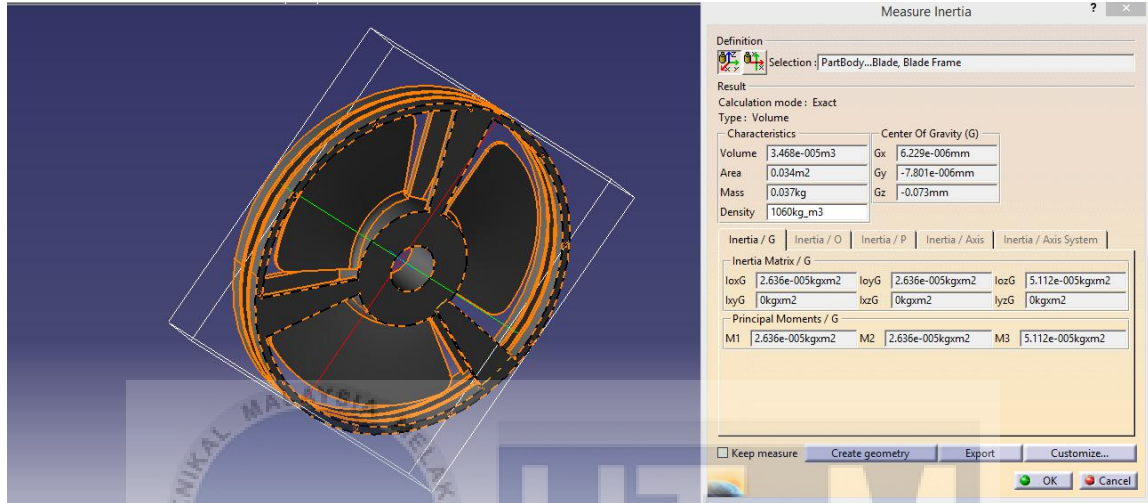 Measure Inertia
? ×
Definition
Selection : PartBody...Blade, Blade Frame
Result
Calculation mode : Exact
Type : Volume
Characteristics
Volume 3.468e-005m3
Area 0.034m2
Mass 0.037kg
Density 1060kg_m3
Center Of Gravity (G)
Gx 6.229e-006mm
Gy -7.801e-006mm
Gz -0.073mm
Inertia / G Inertia / O Inertia / P Inertia / Axis Inertia / Axis System
Inertia Matrix / G
IoxG 2.636e-005kgxm2 IoyG 2.636e-005kgxm2 IozG 5.112e-005kgxm2
IxyG 0kgxm2 IxzG 0kgxm2 IyzG 0kgxm2
Principal Moments / G
M1 2.636e-005kgxm2 M2 2.636e-005kgxm2 M3 5.112e-005kgxm2
Keep measure Create geometry Export Customize...
OK Cancel
NIKAL MALAYSIA MELAK
UTeM